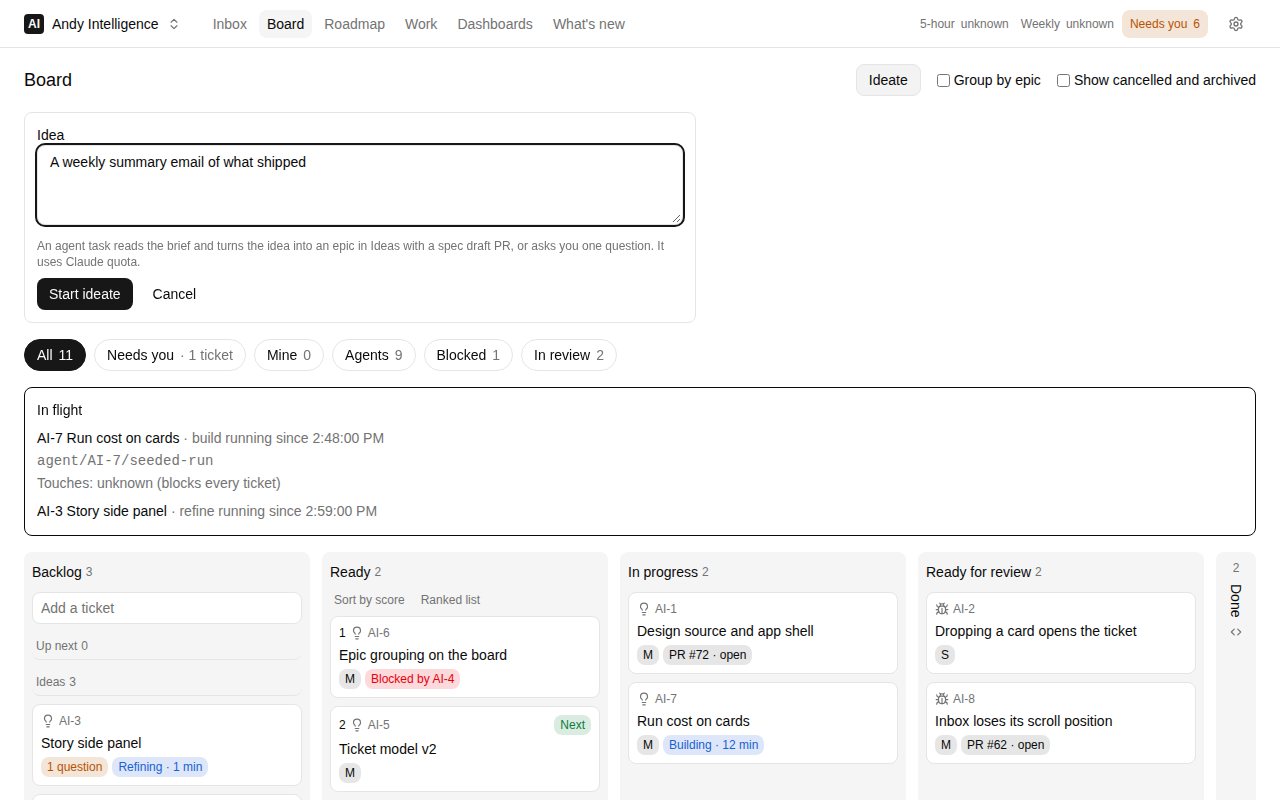 AI Andy Intelligence Inbox Board Roadmap Work Dashboards What's new 5-hour unknown Weekly unknown Needs you 6
Board Ideate Group by epic Show cancelled and archived
Idea
A weekly summary email of what shipped
An agent task reads the brief and turns the idea into an epic in Ideas with a spec draft PR, or asks you one question. It
uses Claude quota.
Start ideate Cancel
All 11 Needs you · 1 ticket Mine 0 Agents 9 Blocked 1 In review 2
In flight
AI-7 Run cost on cards · build running since 2:48:00 PM
agent/AI-7/seeded-run
Touches: unknown (blocks every ticket)
AI-3 Story side panel · refine running since 2:59:00 PM
Backlog 3
Add a ticket
Up next 0
Ideas 3
AI-3
Story side panel
1 question Refining · 1 min
Ready 2
Sort by score Ranked list
1 AI-6
Epic grouping on the board
M Blocked by AI-4
2 AI-5 Next
Ticket model v2
M
In progress 2
AI-1
Design source and app shell
M PR #72 · open
AI-7
Run cost on cards
M Building · 12 min
Ready for review 2
AI-2
Dropping a card opens the ticket
S
AI-8
Inbox loses its scroll position
M PR #62 · open
2
Done